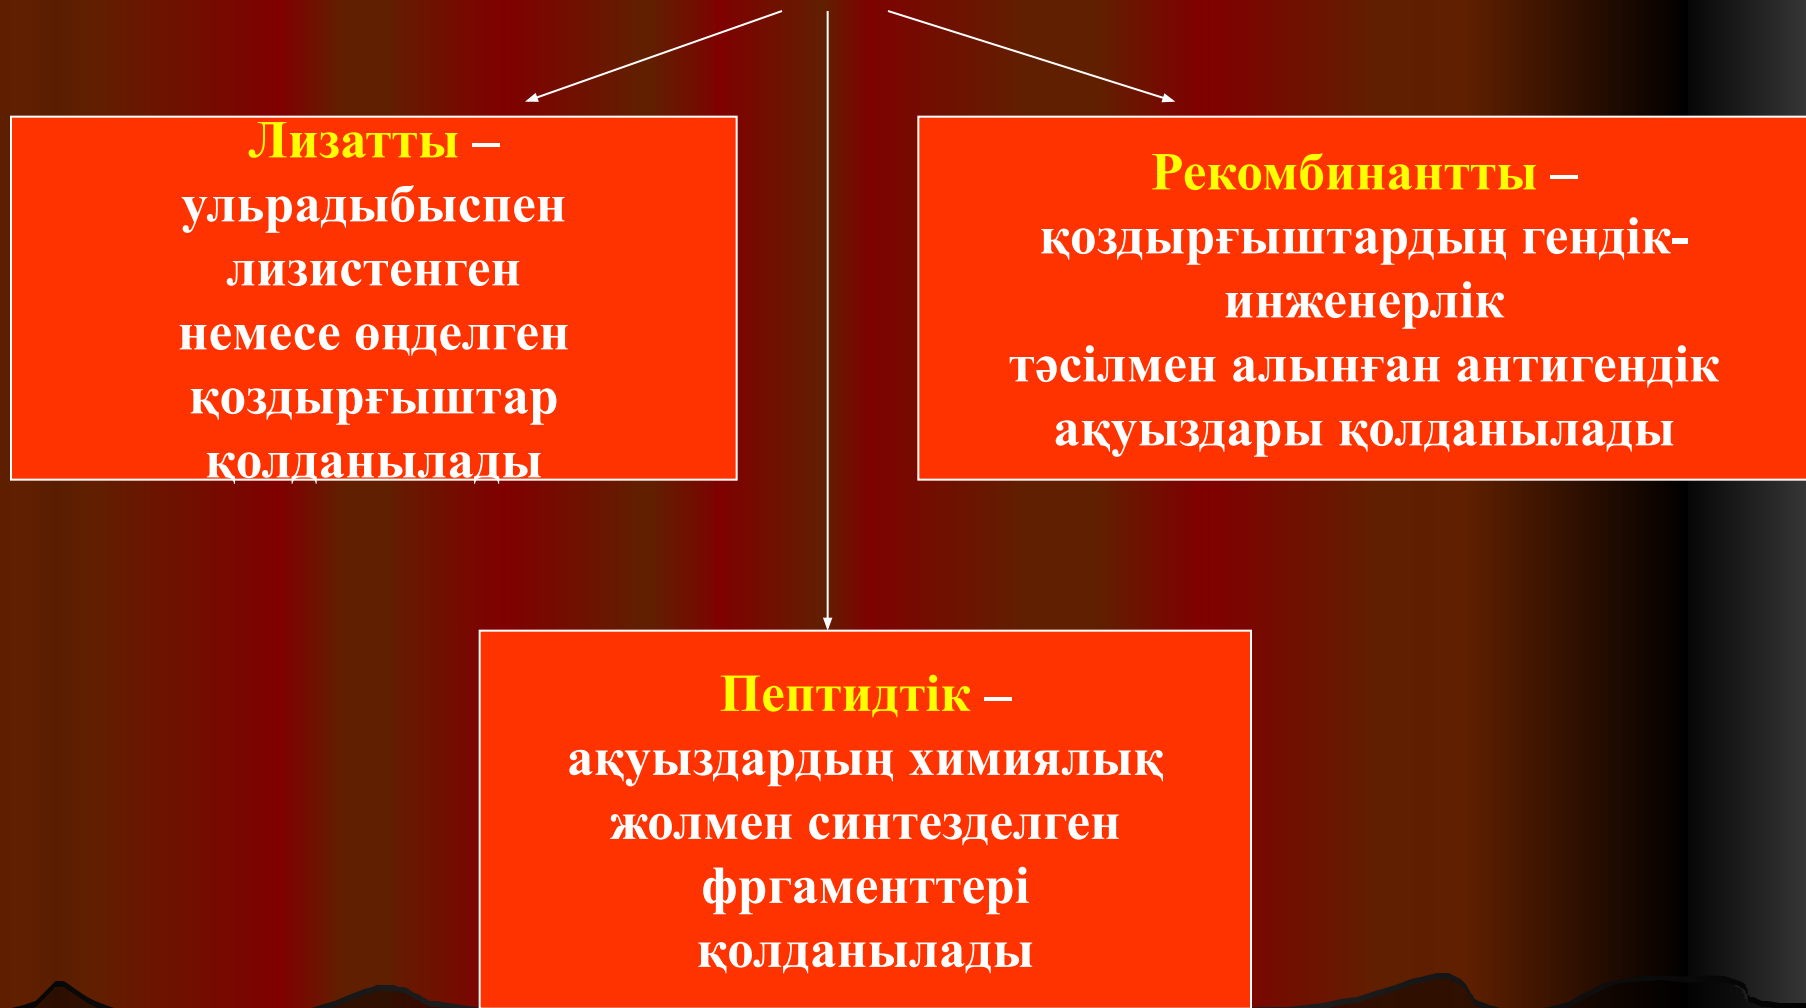 Лизатты –
ульрадыбыспен
лизистенген
немесе өңделген
қоздырғыштар
қолданылады
Рекомбинантты –
қоздырғыштардың гендік-
инженерлік
тәсілмен алынған антигендік
ақуыздары қолданылады
Пептидтік –
ақуыздардың химиялық
жолмен синтезделген
фргаменттері
қолданылады